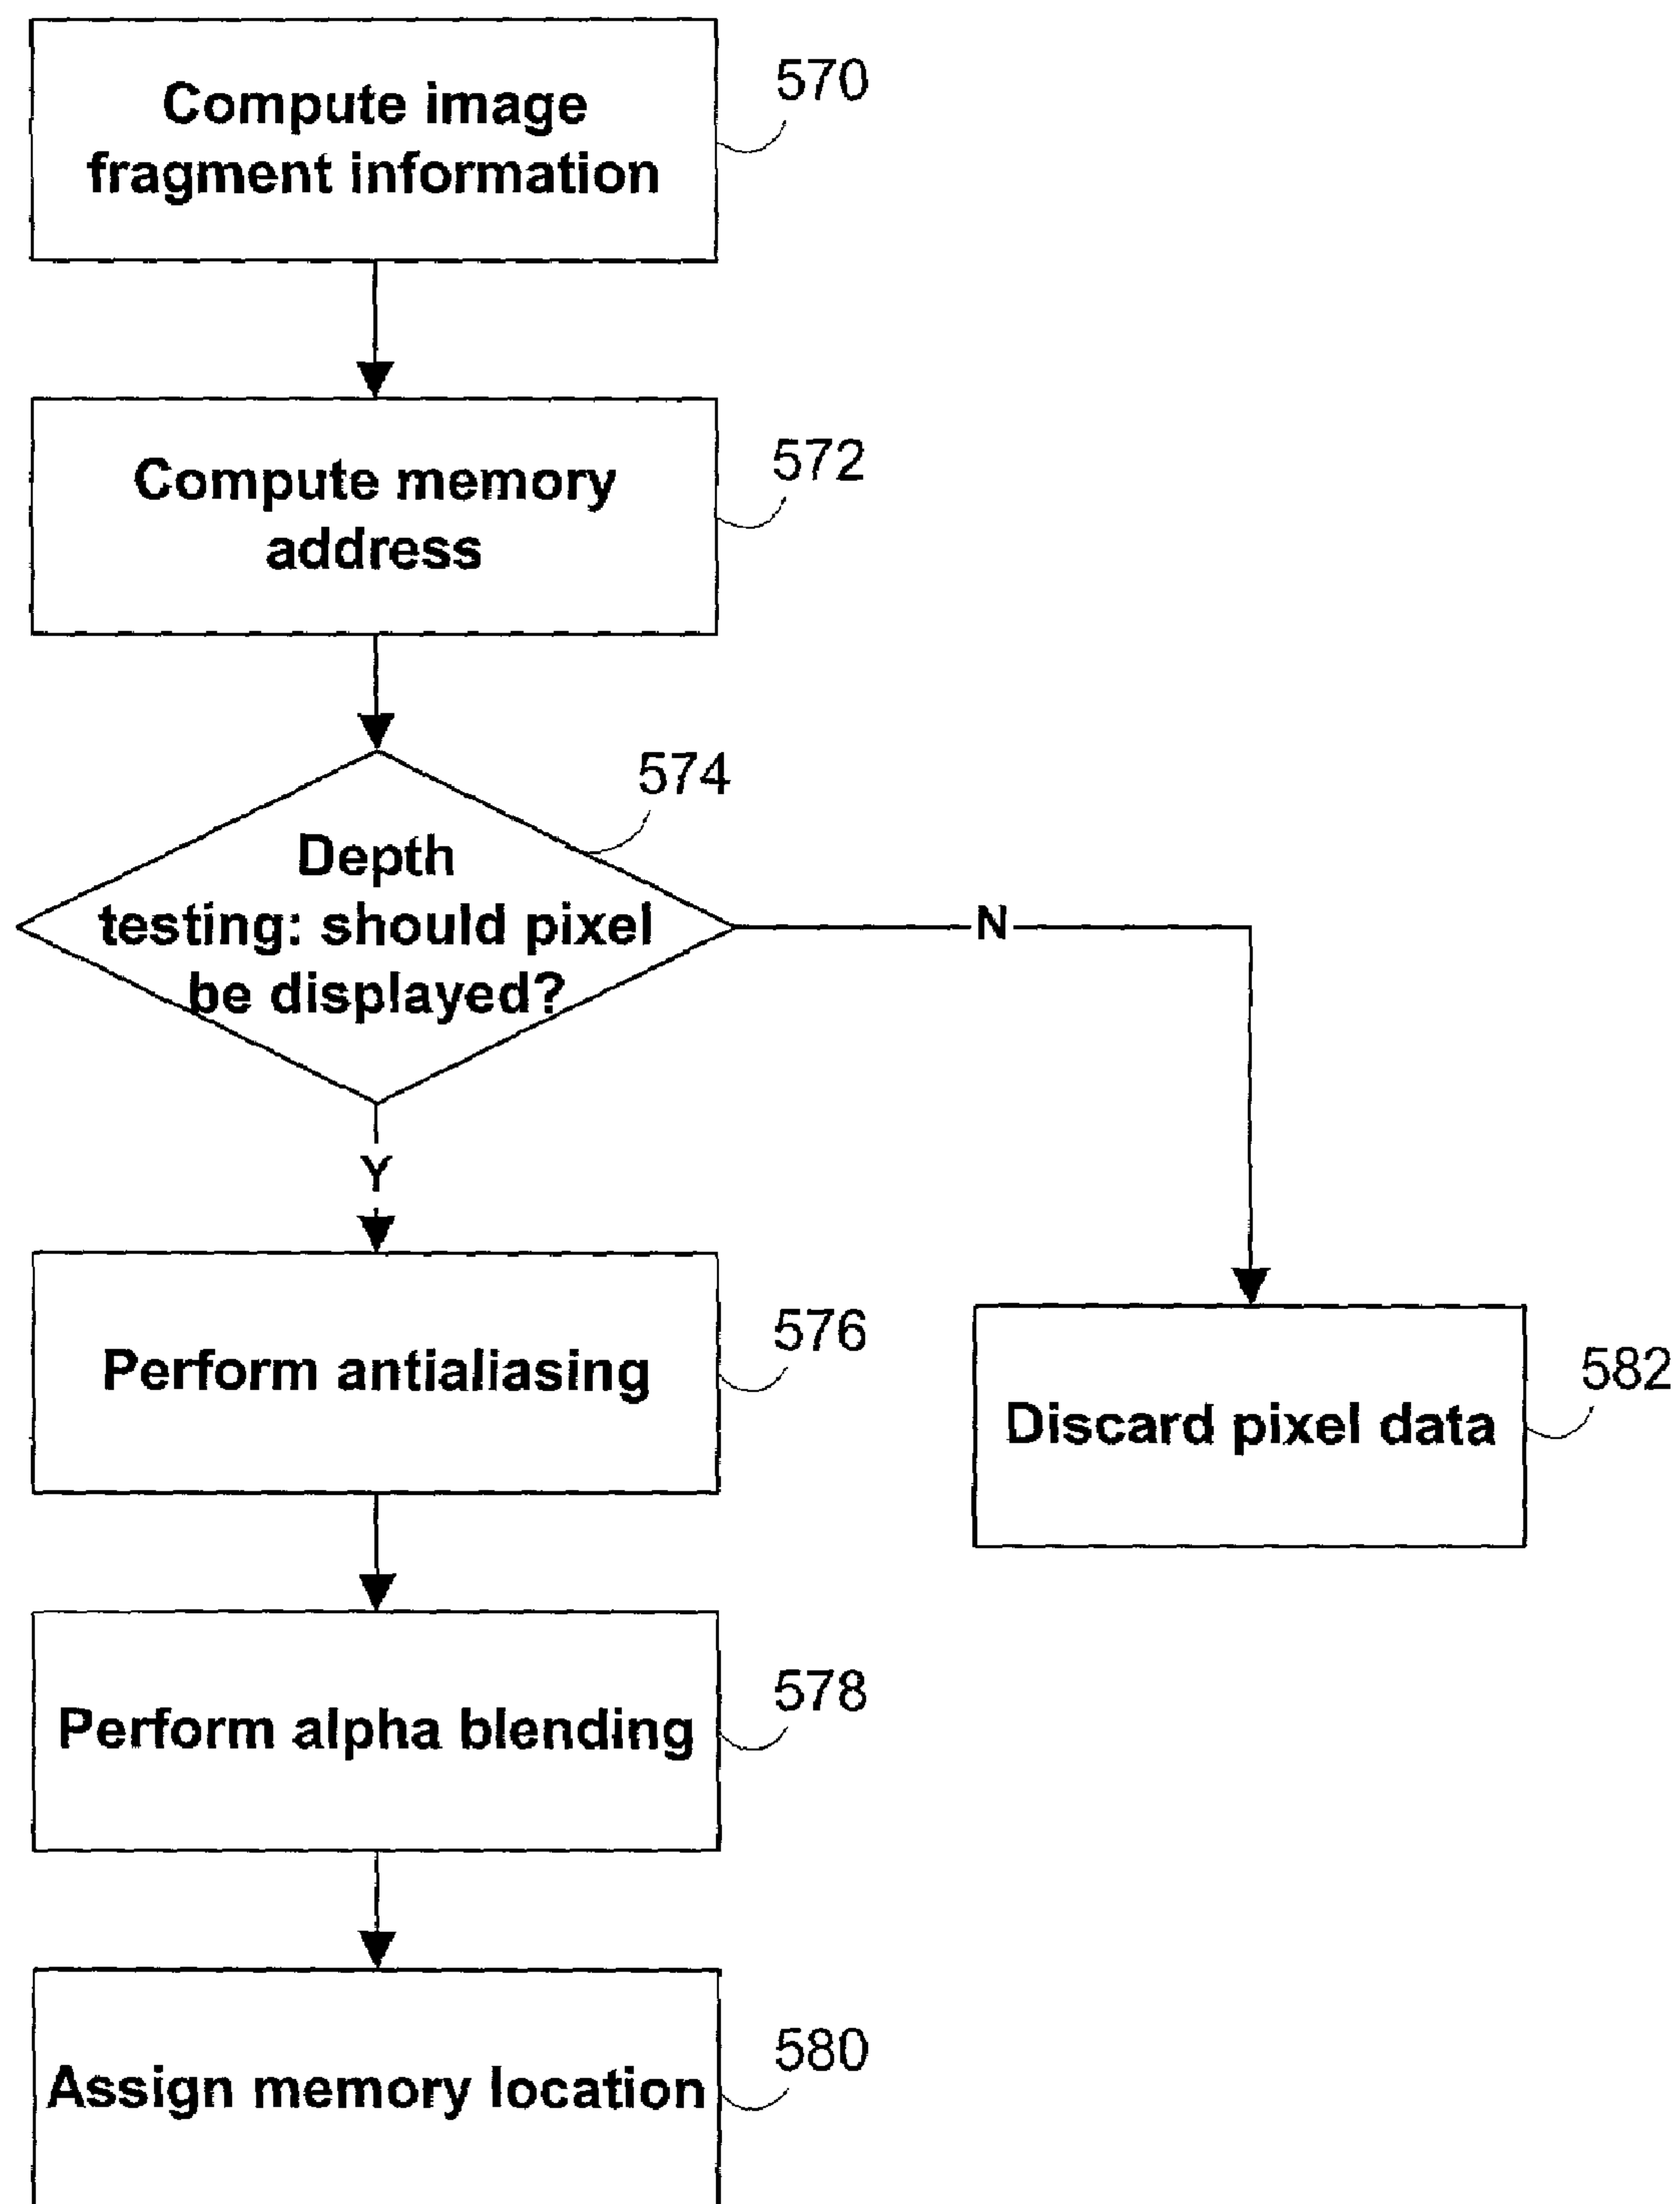 Compute image
fragment information
570
Compute memory
address
572
574
Depth
testing: should pixel
be displayed?
N
Y
Perform antialiasing
576
Discard pixel data
582
Perform alpha blending
578
Assign memory location
580